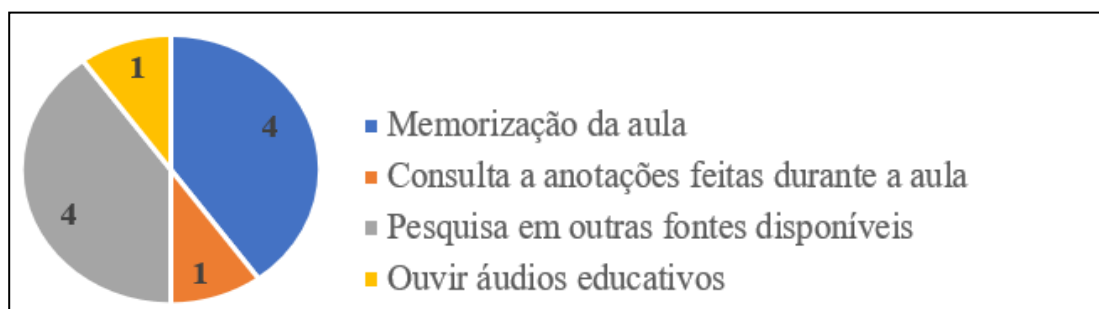 1
4
4
1
Memorização da aula
Consulta a anotações feitas durante a aula
Pesquisa em outras fontes disponíveis
Ouvir áudios educativos